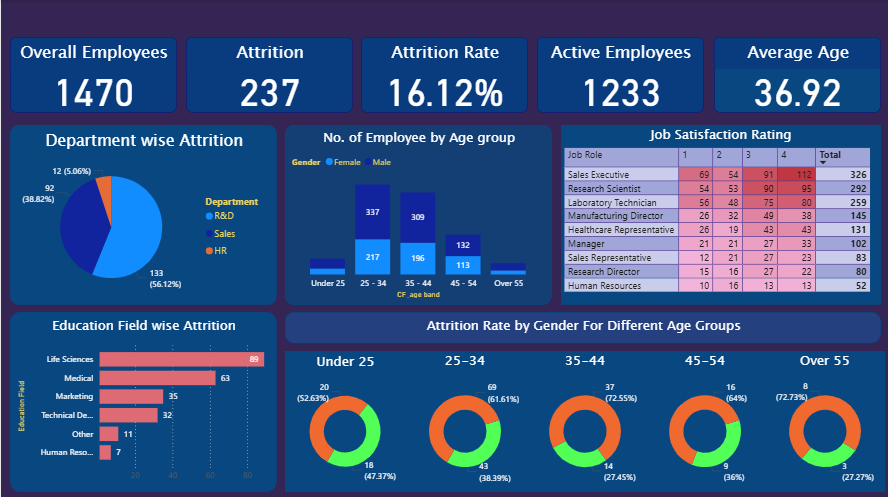 Overall Employees
1470
Attrition
237
Attrition Rate
16.12%
Active Employees
1233
Average Age
36.92
Department wise Attrition
12 (5.06%)
92
(38.82%)
133
(56.12%)
Department
R&D
Sales
HR
No. of Employee by Age group
Gender Female Male
337
217
309
196
132
113
Under 25 25 - 34 35 - 44 45 - 54 Over 55
CF_age band
Job Satisfaction Rating
Job Role 1 2 3 4 Total
Sales Executive 69 54 91 112 326
Research Scientist 54 53 90 95 292
Laboratory Technician 56 48 75 80 259
Manufacturing Director 26 32 49 38 145
Healthcare Representative 26 19 43 43 131
Manager 21 21 27 33 102
Sales Representative 12 21 27 23 83
Research Director 15 16 27 22 80
Human Resources 10 16 13 13 52
Education Field wise Attrition
Education Field
Life Sciences 89
Medical 63
Marketing 35
Technical De... 32
Other 11
Human Reso... 7
20 40 60 80
Attrition Rate by Gender For Different Age Groups
Under 25
20
(52.63%)
18
(47.37%)
25-34
69
(61.61%)
43
(38.39%)
35-44
37
(72.55%)
14
(27.45%)
45-54
16
(64%)
9
(36%)
Over 55
8
(72.73%)
3
(27.27%)